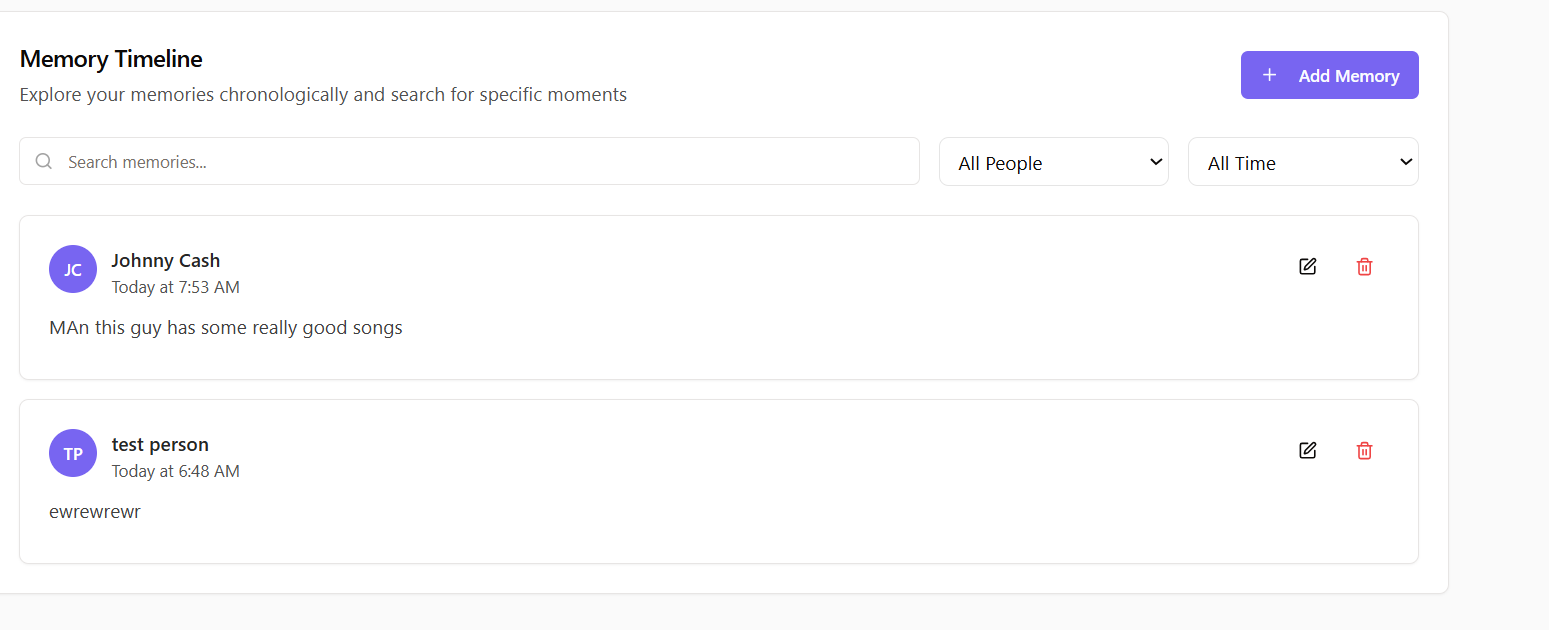 Memory Timeline
Explore your memories chronologically and search for specific moments
+ Add Memory
Search memories...
All People
All Time
JC
Johnny Cash
Today at 7:53 AM
MAn this guy has some really good songs
TP
test person
Today at 6:48 AM
ewrewrewr